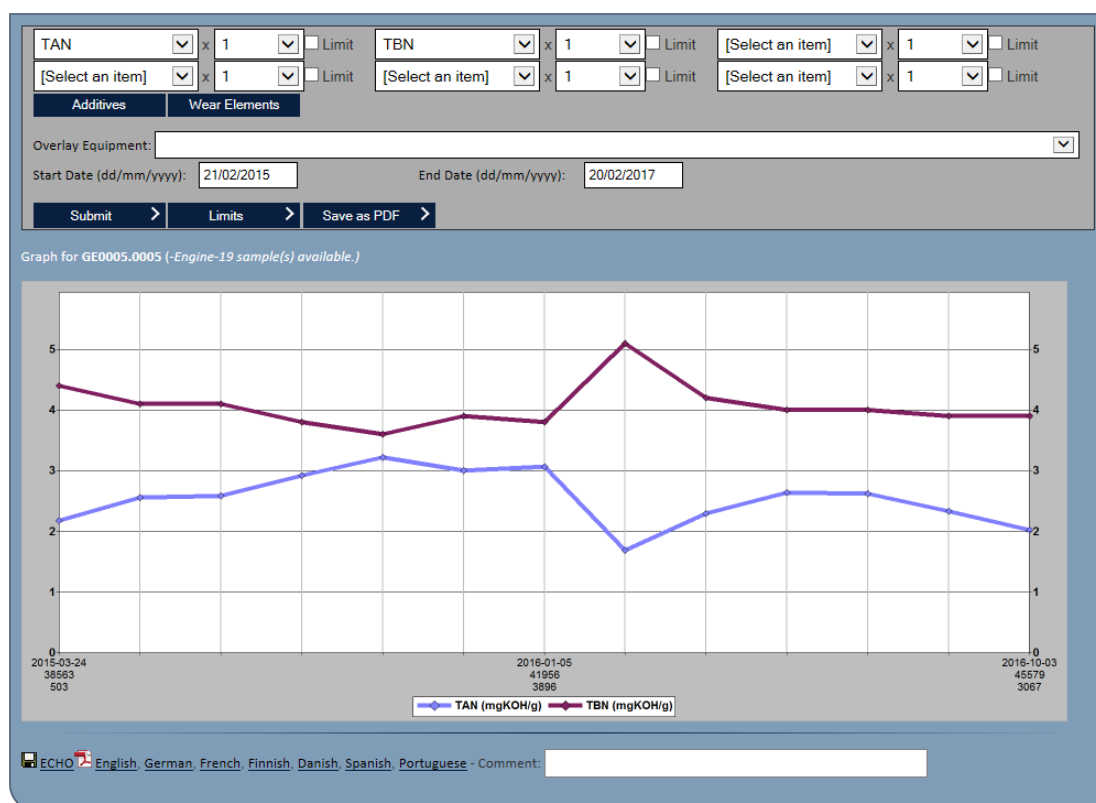 TAN x 1 Limit TBN x 1 Limit [Select an item] x 1 Limit
[Select an item] x 1 Limit [Select an item] x 1 Limit [Select an item] x 1 Limit
Additives Wear Elements
Overlay Equipment:
Start Date (dd/mm/yyyy): 21/02/2015 End Date (dd/mm/yyyy): 20/02/2017
Submit Limits Save as PDF
Graph for GE0005.0005 (-Engine-19 sample(s) available.)
5 5
4 4
3 3
2 2
1 1
0 0
2015-03-24 2016-01-05 2016-10-03
38563 41956 45579
503 3896 3067
TAN (mgKOH/g) TBN (mgKOH/g)
ECHO English, German, French, Finnish, Danish, Spanish, Portuguese - Comment: